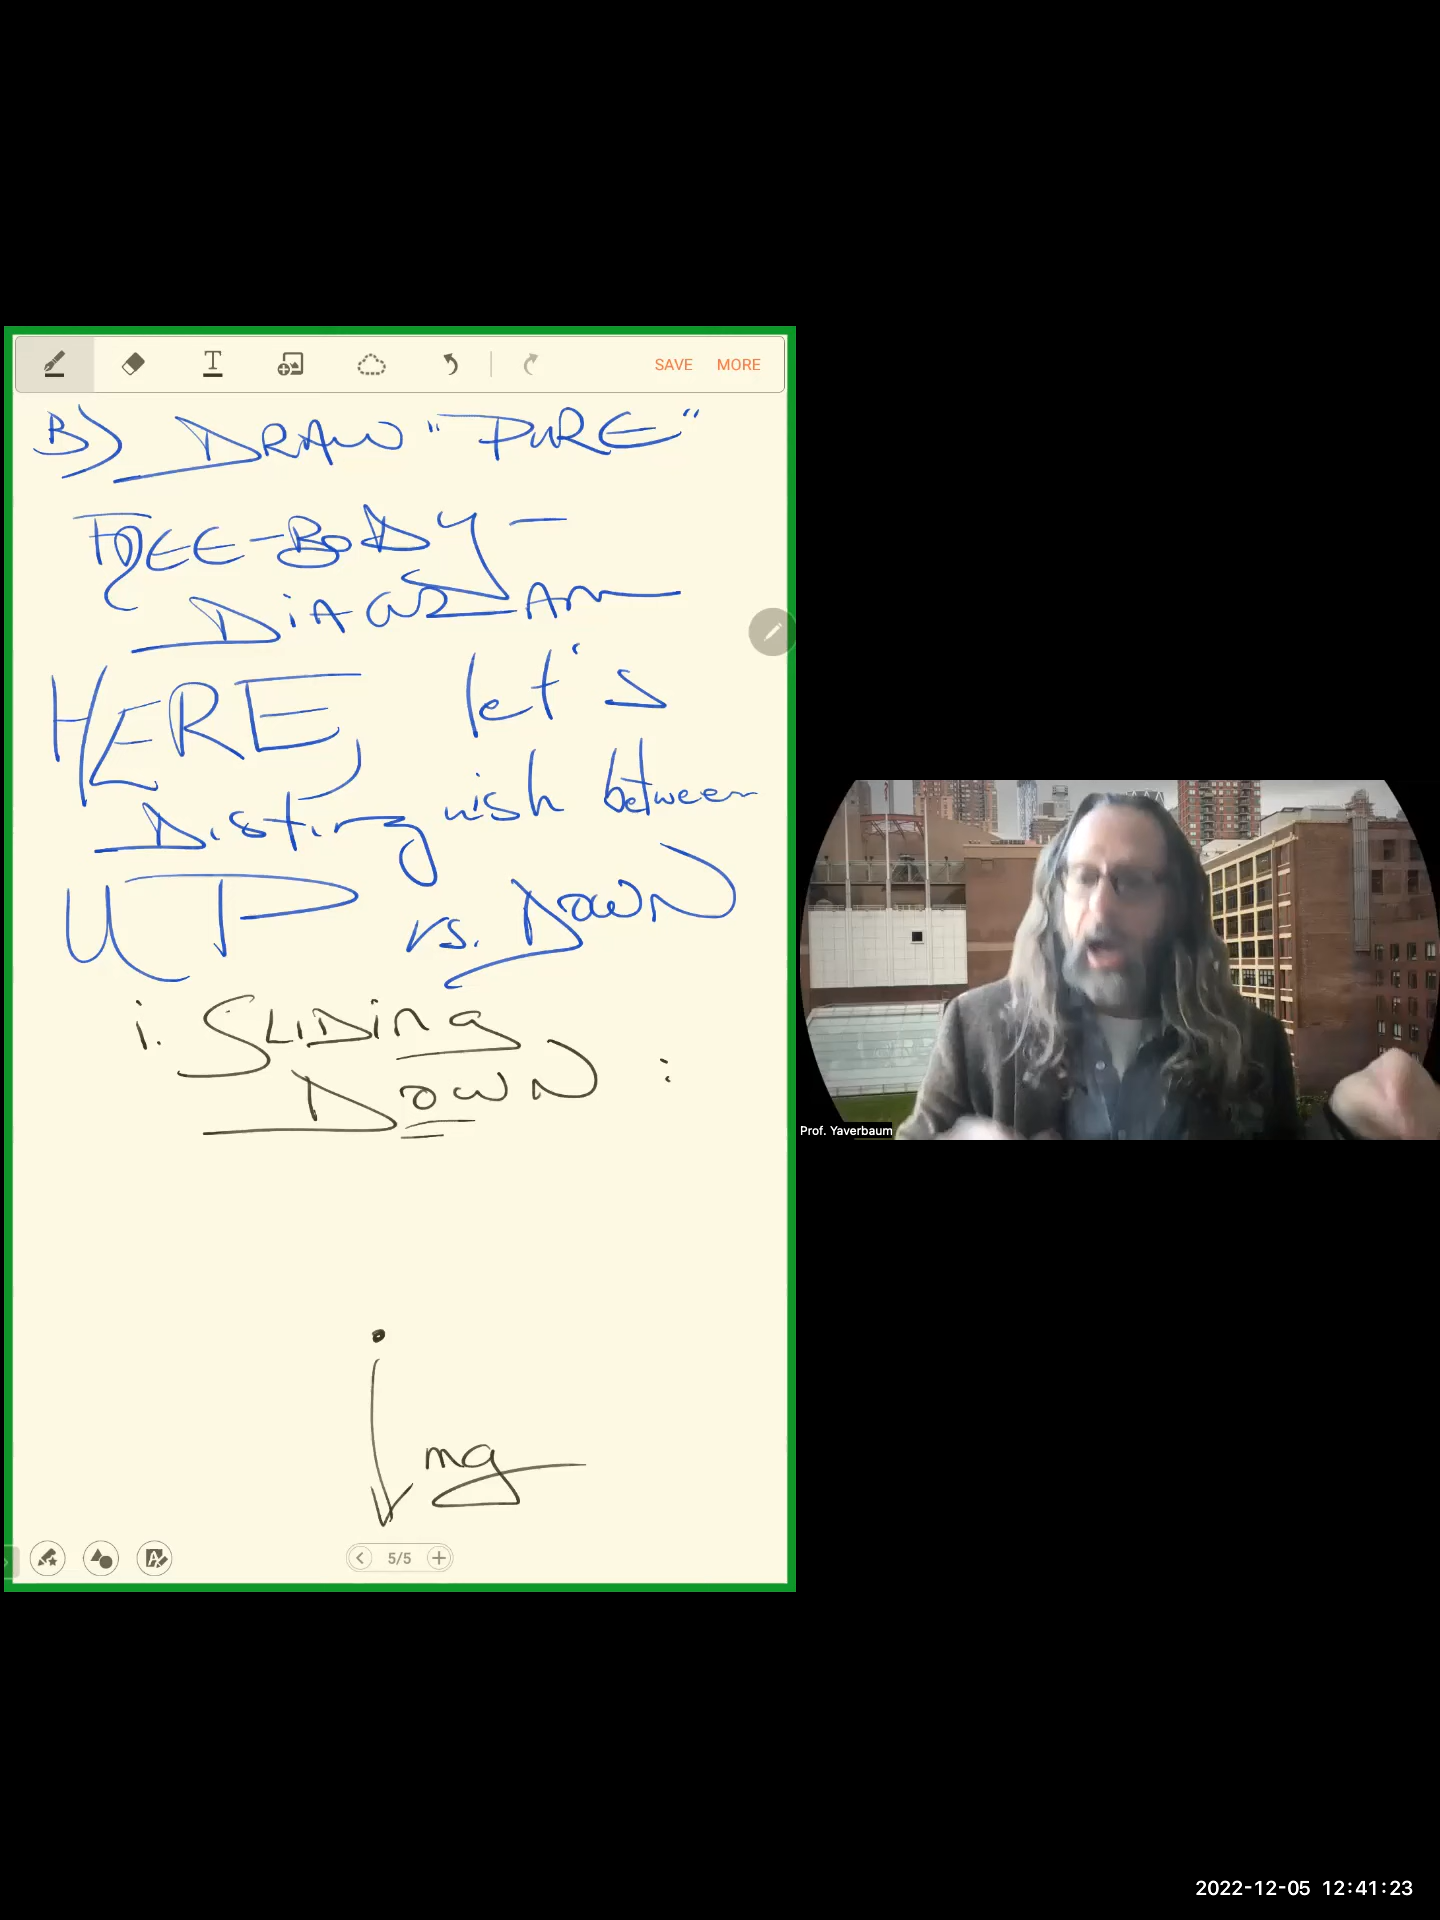 SAVE MORE
B) DRAW "PURE"
FREE-BODY-
DIAGRAM
HERE, let's
Distinguish between
UP vs. DOWN
i. SLIDING
DOWN :
mg
5/5
Prof. Yaverbaum
2022-12-05 12:41:23